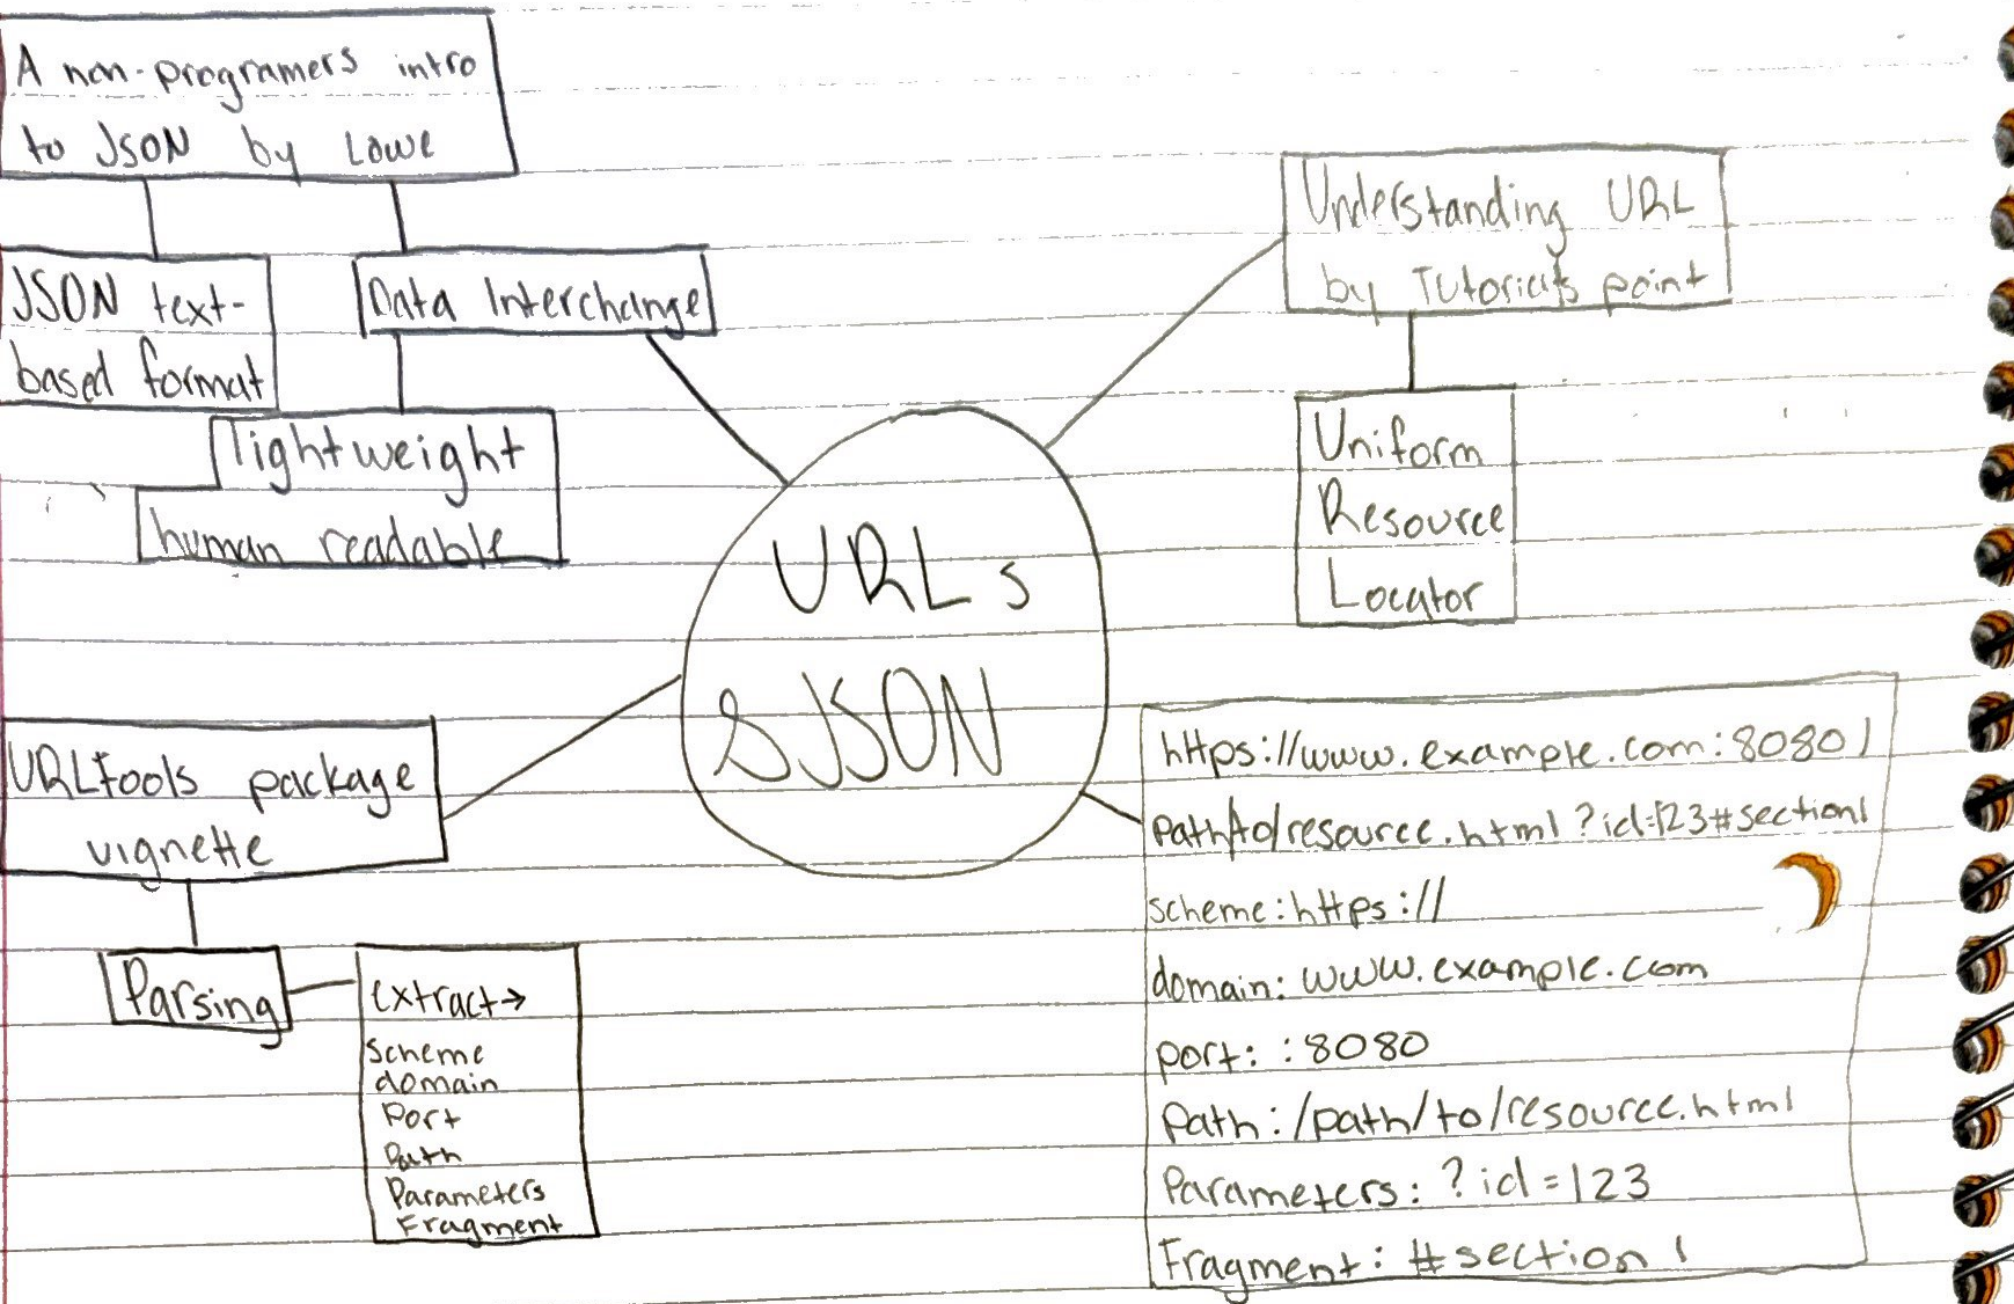 A non-programers intro
to JSON by Lowe
JSON text-
based format
Data Interchange
lightweight
human readable
Understanding URL
by Tutorials point
Uniform
Resource
Locator
URLs
& JSON
URLtools package
vignette
Parsing
extract→
scheme
domain
Port
Path
Parameters
Fragment
https://www.example.com:8080/
path/to/resource.html?id=123#section1
scheme: https://
domain: www.example.com
port: :8080
Path: /path/to/resource.html
Parameters: ?id=123
Fragment: #section1